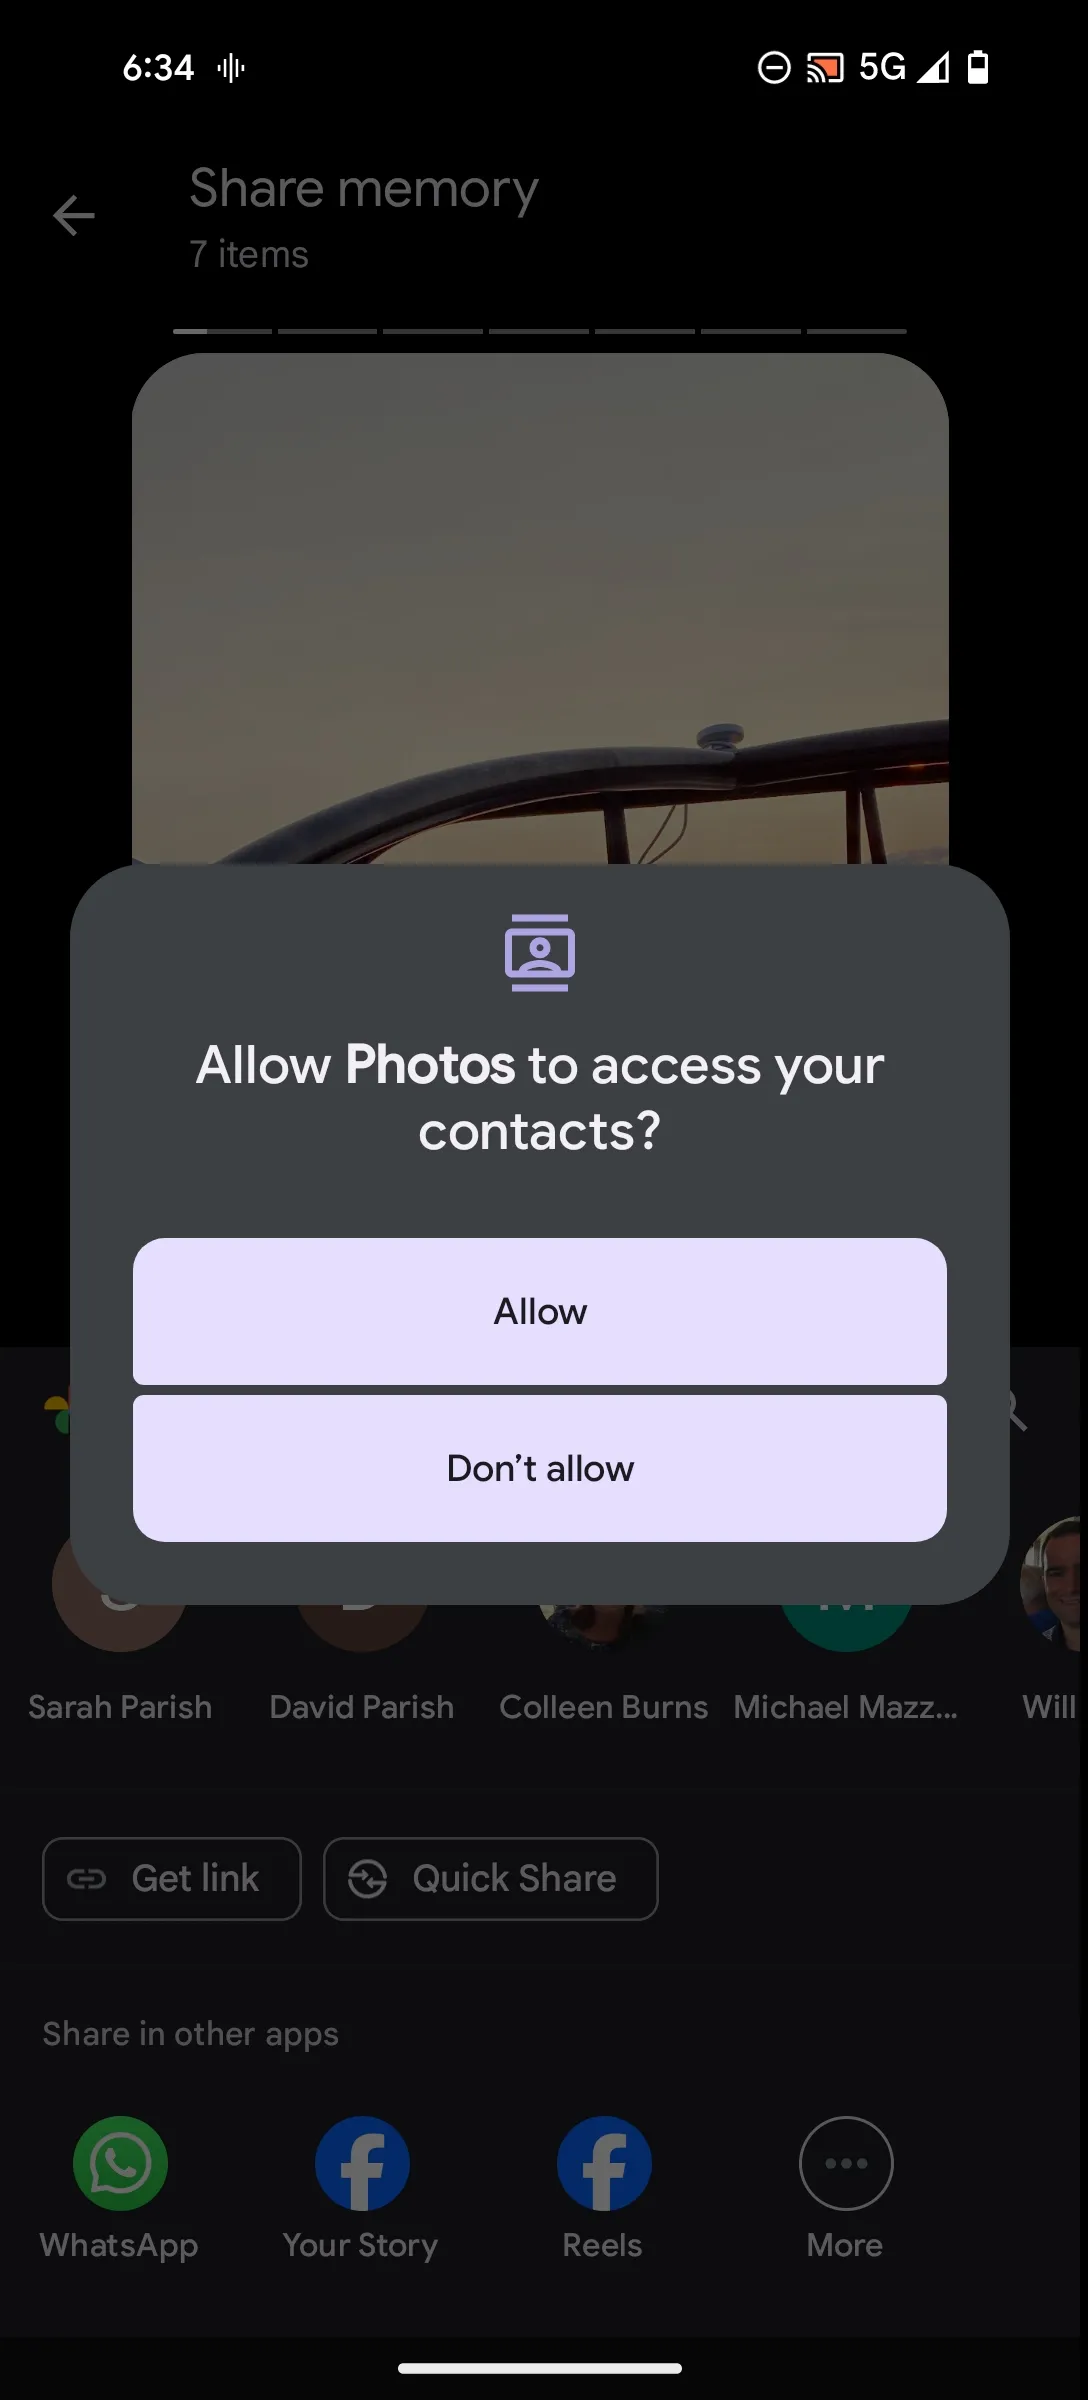 6:34
5G
Share memory
7 items
Allow Photos to access your
contacts?
Allow
Don’t allow
Sarah Parish
David Parish
Colleen Burns
Michael Mazz...
Will
Get link
Quick Share
Share in other apps
WhatsApp
Your Story
Reels
More